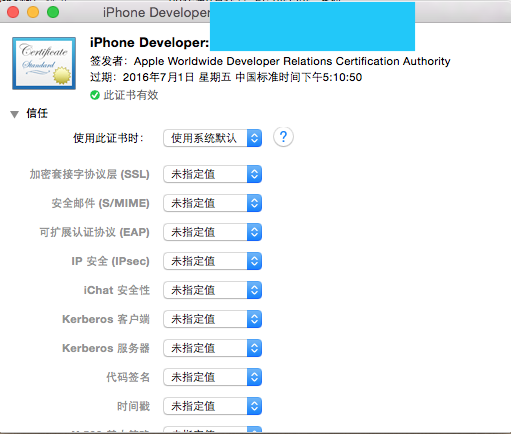 iPhone Developer:
iPhone Developer:
Certificate
Standard
签发者：Apple Worldwide Developer Relations Certification Authority
过期：2016年7月1日 星期五 中国标准时间下午5:10:50
此证书有效
信任
使用此证书时： 使用系统默认 ?
加密套接字协议层 (SSL) 未指定值
安全邮件 (S/MIME) 未指定值
可扩展认证协议 (EAP) 未指定值
IP 安全 (IPsec) 未指定值
iChat 安全性 未指定值
Kerberos 客户端 未指定值
Kerberos 服务器 未指定值
代码签名 未指定值
时间戳 未指定值